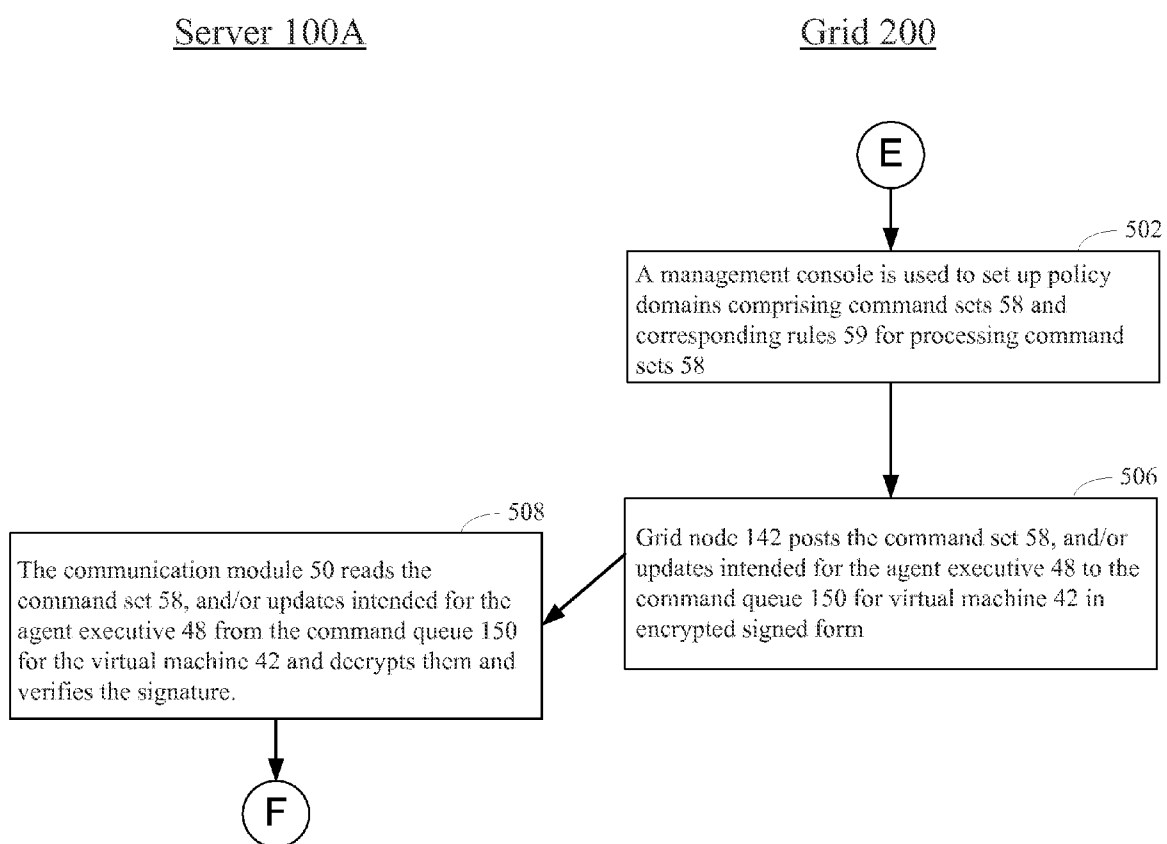 Server 100A
Grid 200
E
502
A management console is used to set up policy
domains comprising command sets 58 and
corresponding rules 59 for processing command
sets 58
506
Grid node 142 posts the command set 58, and/or
updates intended for the agent executive 48 to the
command queue 150 for virtual machine 42 in
encrypted signed form
508
The communication module 50 reads the
command set 58, and/or updates intended for the
agent executive 48 from the command queue 150
for the virtual machine 42 and decrypts them and
verifies the signature.
F